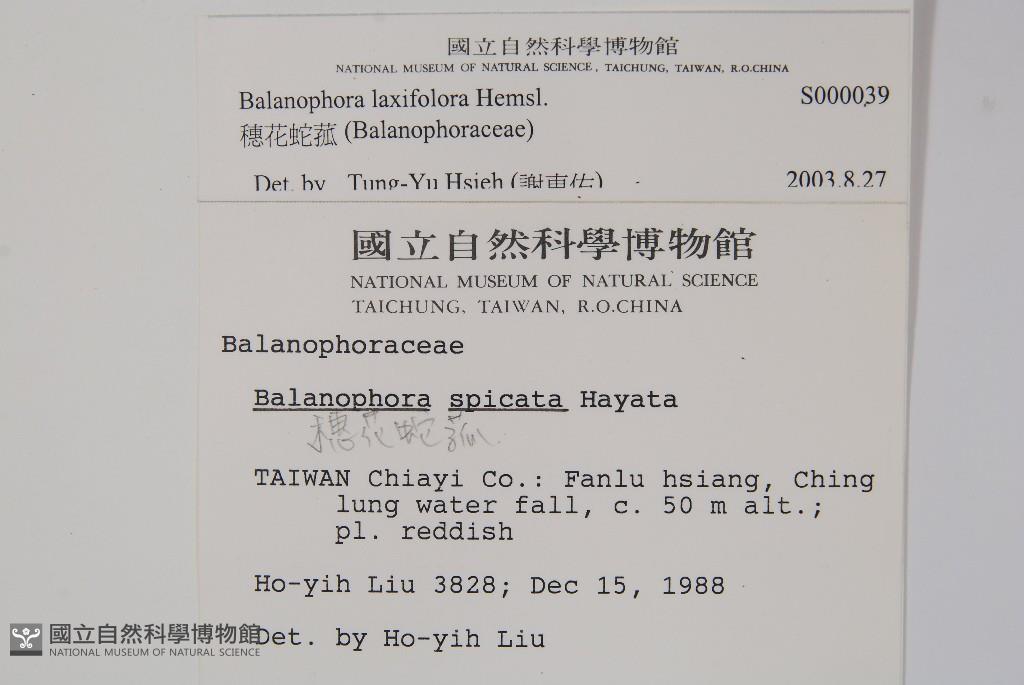 國立自然科學博物館
NATIONAL MUSEUM OF NATURAL SCIENCE, TAICHUNG, TAIWAN, R.O.CHINA
Balanophora laxifolora Hemsl. S000039
穗花蛇菰 (Balanophoraceae)
Det. by Tung-Yu Hsieh (謝東佑) 2003.8.27
國立自然科學博物館
NATIONAL MUSEUM OF NATURAL SCIENCE
TAICHUNG, TAIWAN, R.O.CHINA
Balanophoraceae
Balanophora spicata Hayata
穗花蛇菰
TAIWAN Chiayi Co.: Fanlu hsiang, Ching
lung water fall, c. 50 m alt.;
pl. reddish
Ho-yih Liu 3828; Dec 15, 1988
Det. by Ho-yih Liu
國立自然科學博物館
NATIONAL MUSEUM OF NATURAL SCIENCE